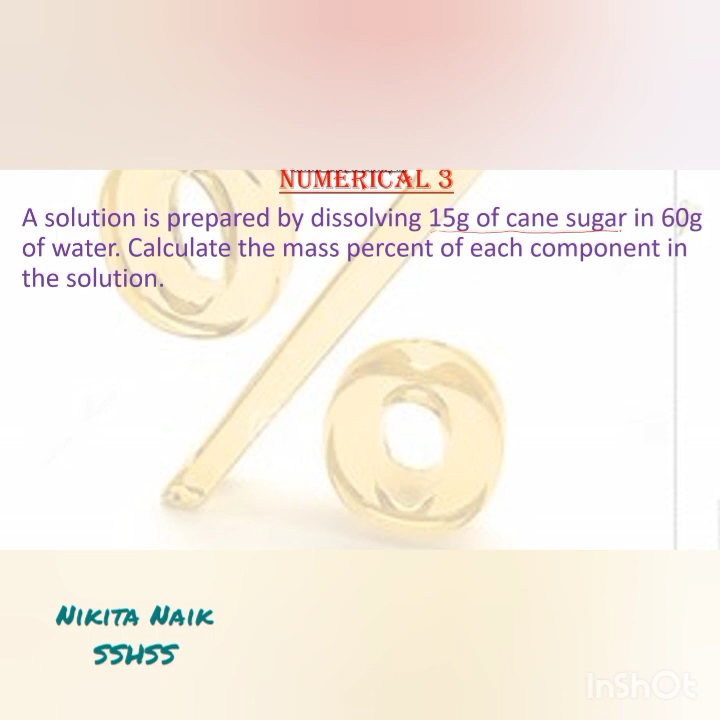 NUMERICAL 3
A solution is prepared by dissolving 15g of cane sugar in 60g
of water. Calculate the mass percent of each component in
the solution.
Nikita Naik
SSHSS
InShOt